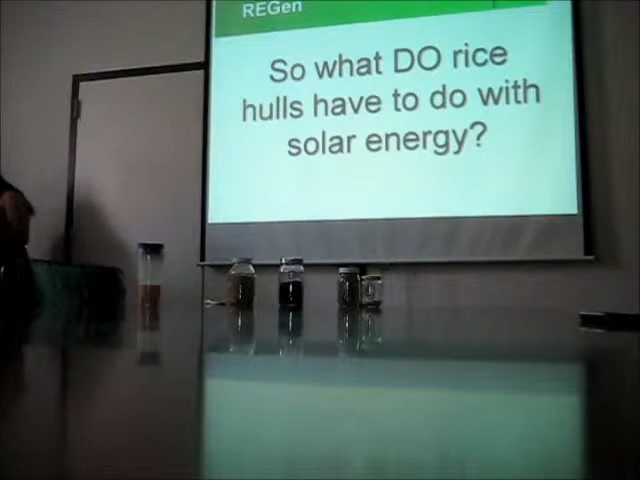 REGen
So what DO rice
hulls have to do with
solar energy?